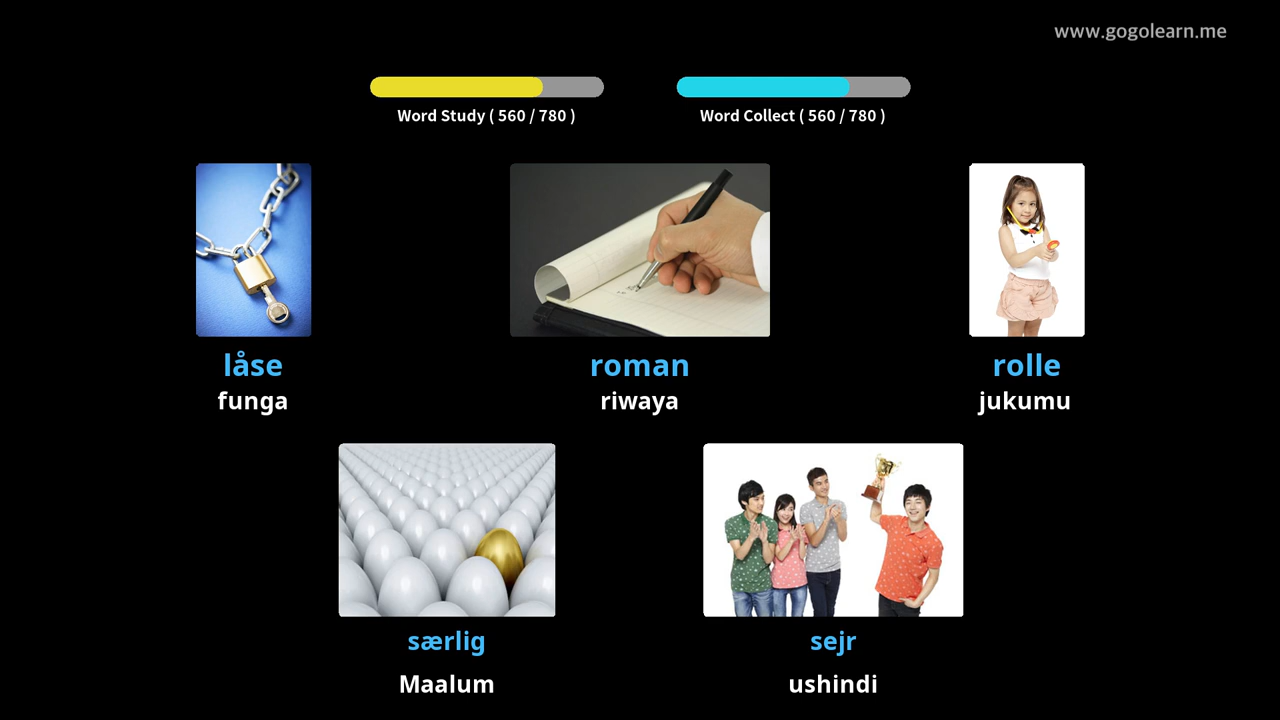 www.gogolearn.me
Word Study ( 560 / 780 )
Word Collect ( 560 / 780 )
låse
funga
roman
riwaya
rolle
jukumu
særlig
Maalum
sejr
ushindi